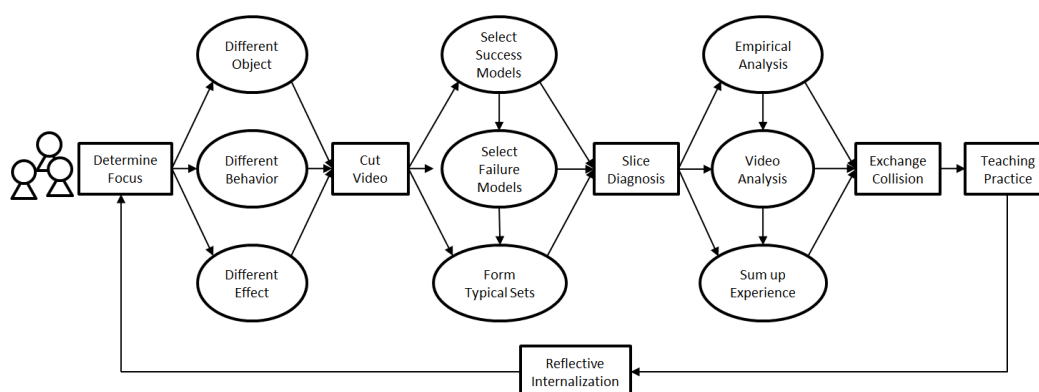 Determine
Focus
Different
Object
Different
Behavior
Different
Effect
Cut
Video
Select
Success
Models
Select
Failure
Models
Form
Typical Sets
Slice
Diagnosis
Empirical
Analysis
Video
Analysis
Sum up
Experience
Exchange
Collision
Teaching
Practice
Reflective
Internalization